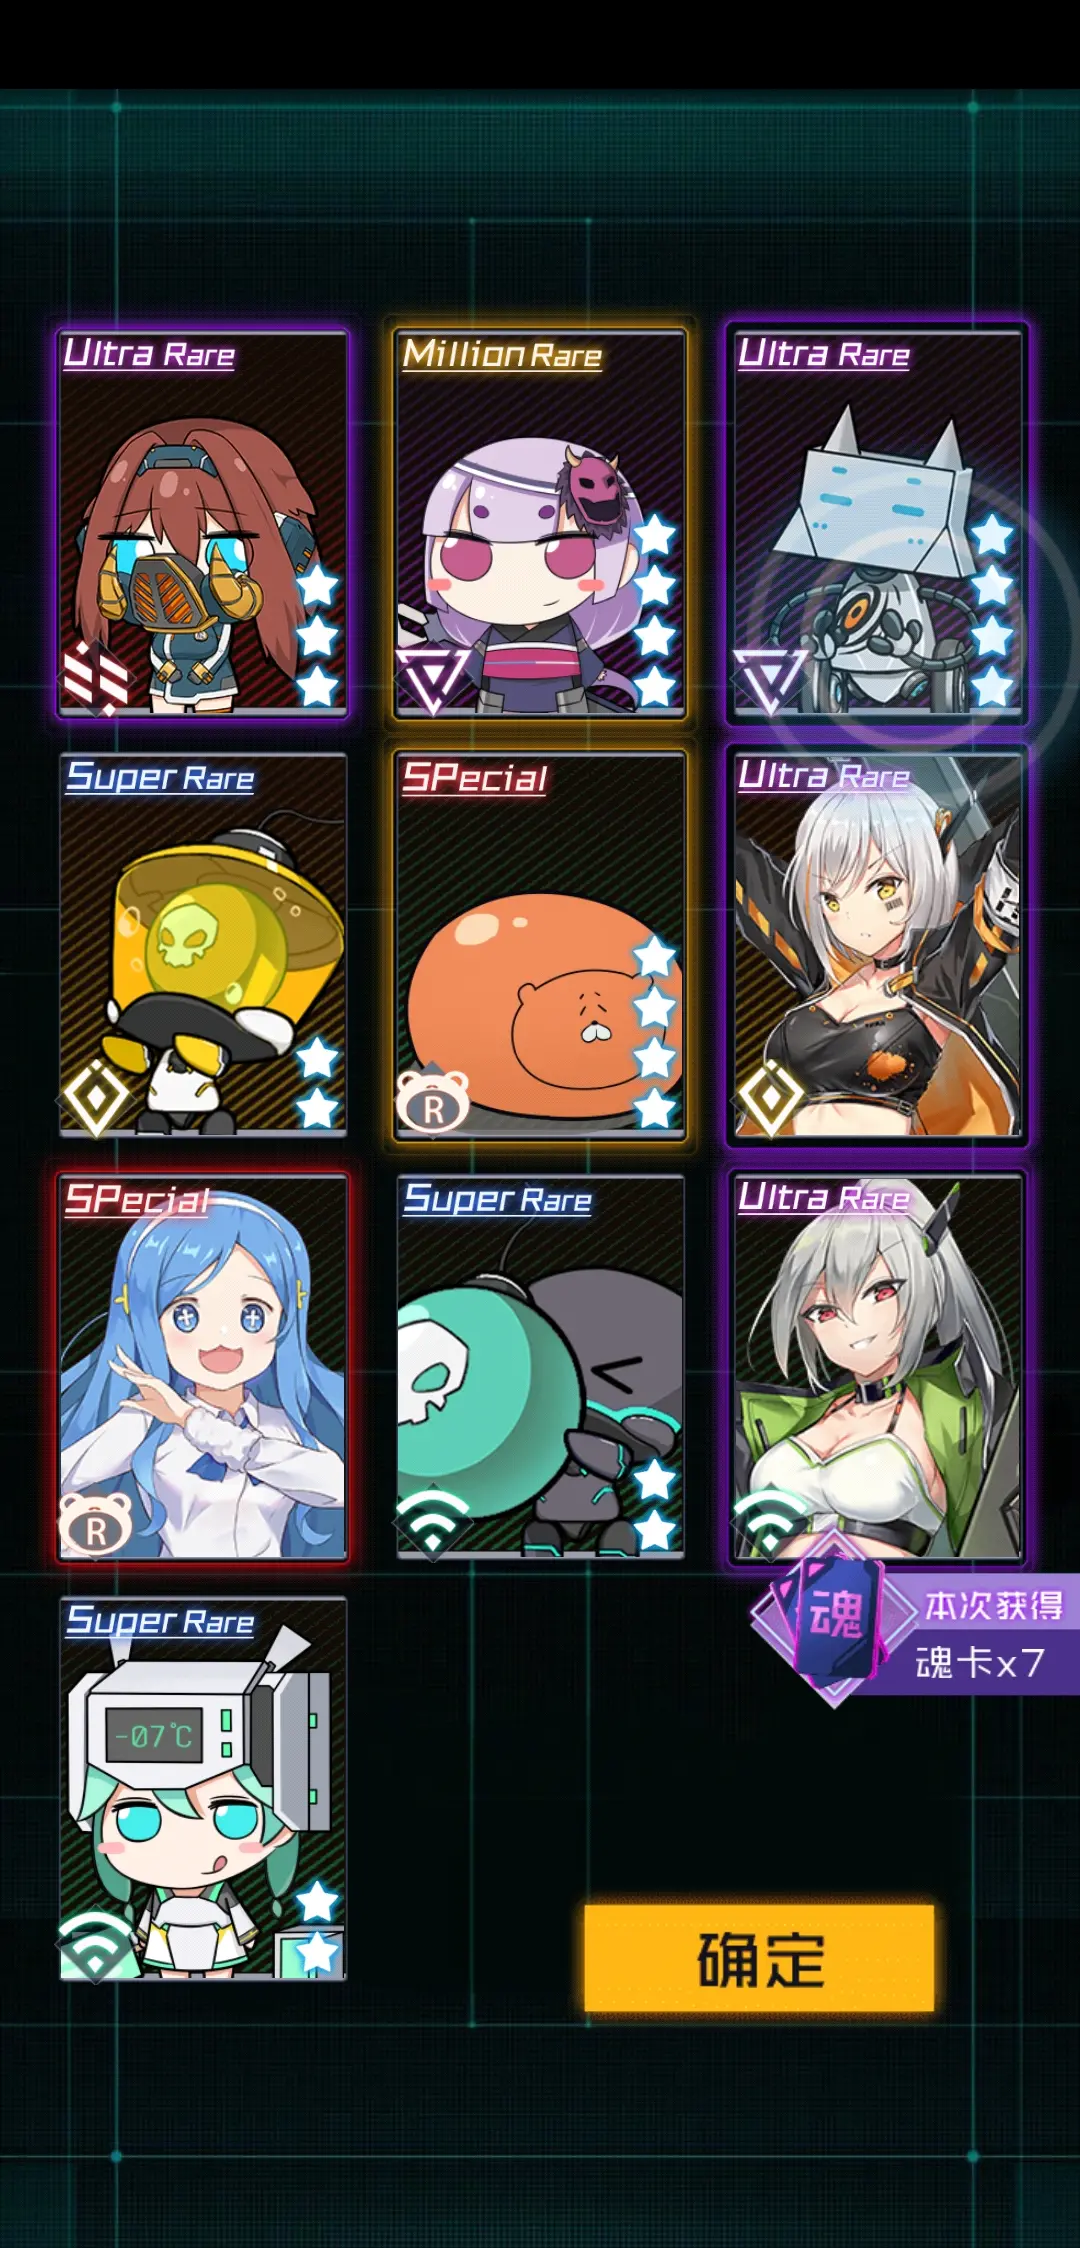 Ultra Rare
Million Rare
Ultra Rare
Super Rare
SPecial
R
Ultra Rare
SPecial
R
Super Rare
Ultra Rare
魂
本次获得
魂卡x7
Super Rare
-07℃
确定